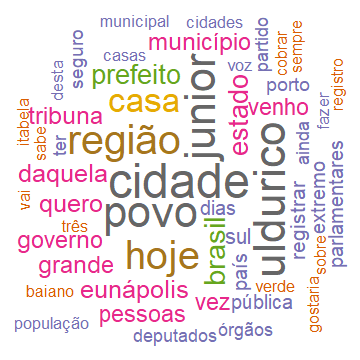 municipal cidades
casas voz partido cobrar sempre
desta seguro município
prefeito junior estado porto registro
casa venho fazer
itabela sabe tribuna ter
região uldurico ainda
daquela cidade registrar extremo parlamentares
vai quero povo dias
três brasil sul país
governo hoje sobre gostaria
grande verde
baiano eunápolis vez pública
pessoas órgãos
população deputados